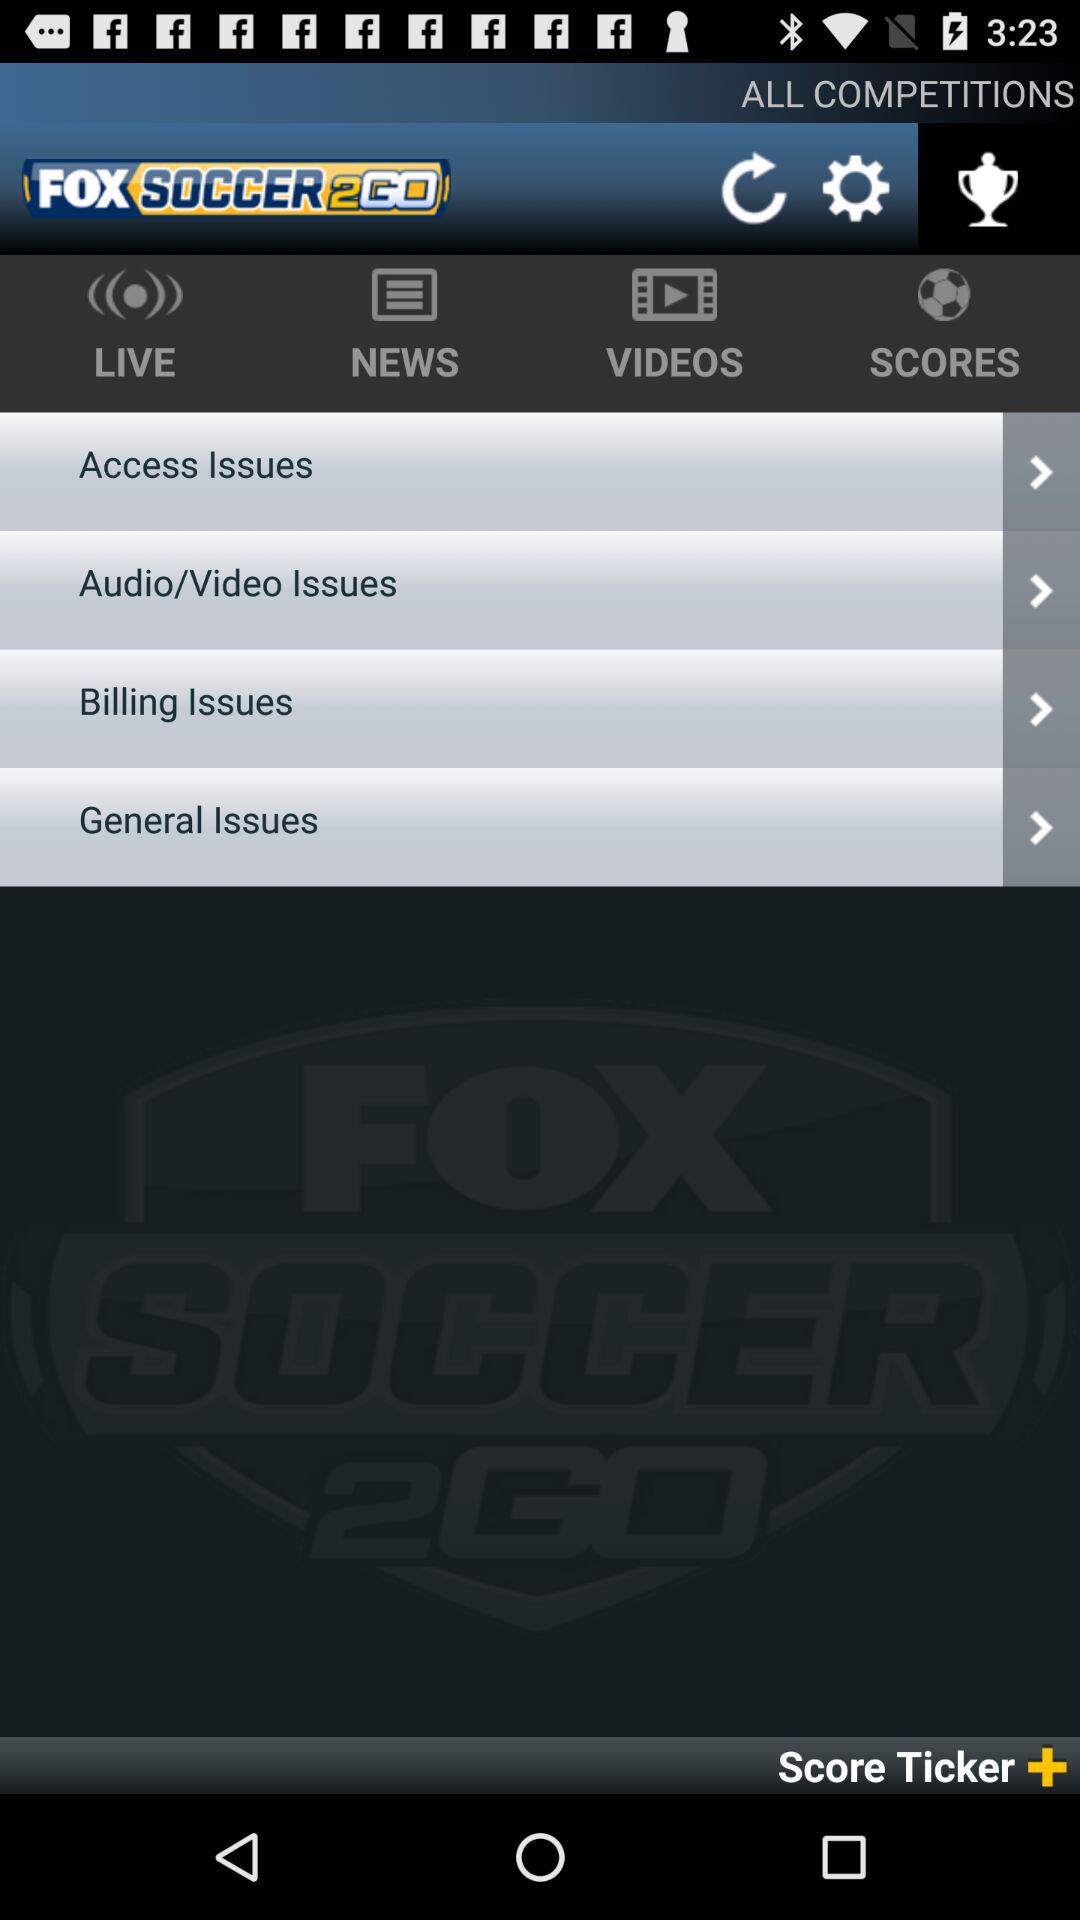 3:23
ALL COMPETITIONS
FOX SOCCER 2GO
LIVE NEWS VIDEOS SCORES
Access Issues
Audio/Video Issues
Billing Issues
General Issues
FOX
SOCCER
2GO
Score Ticker